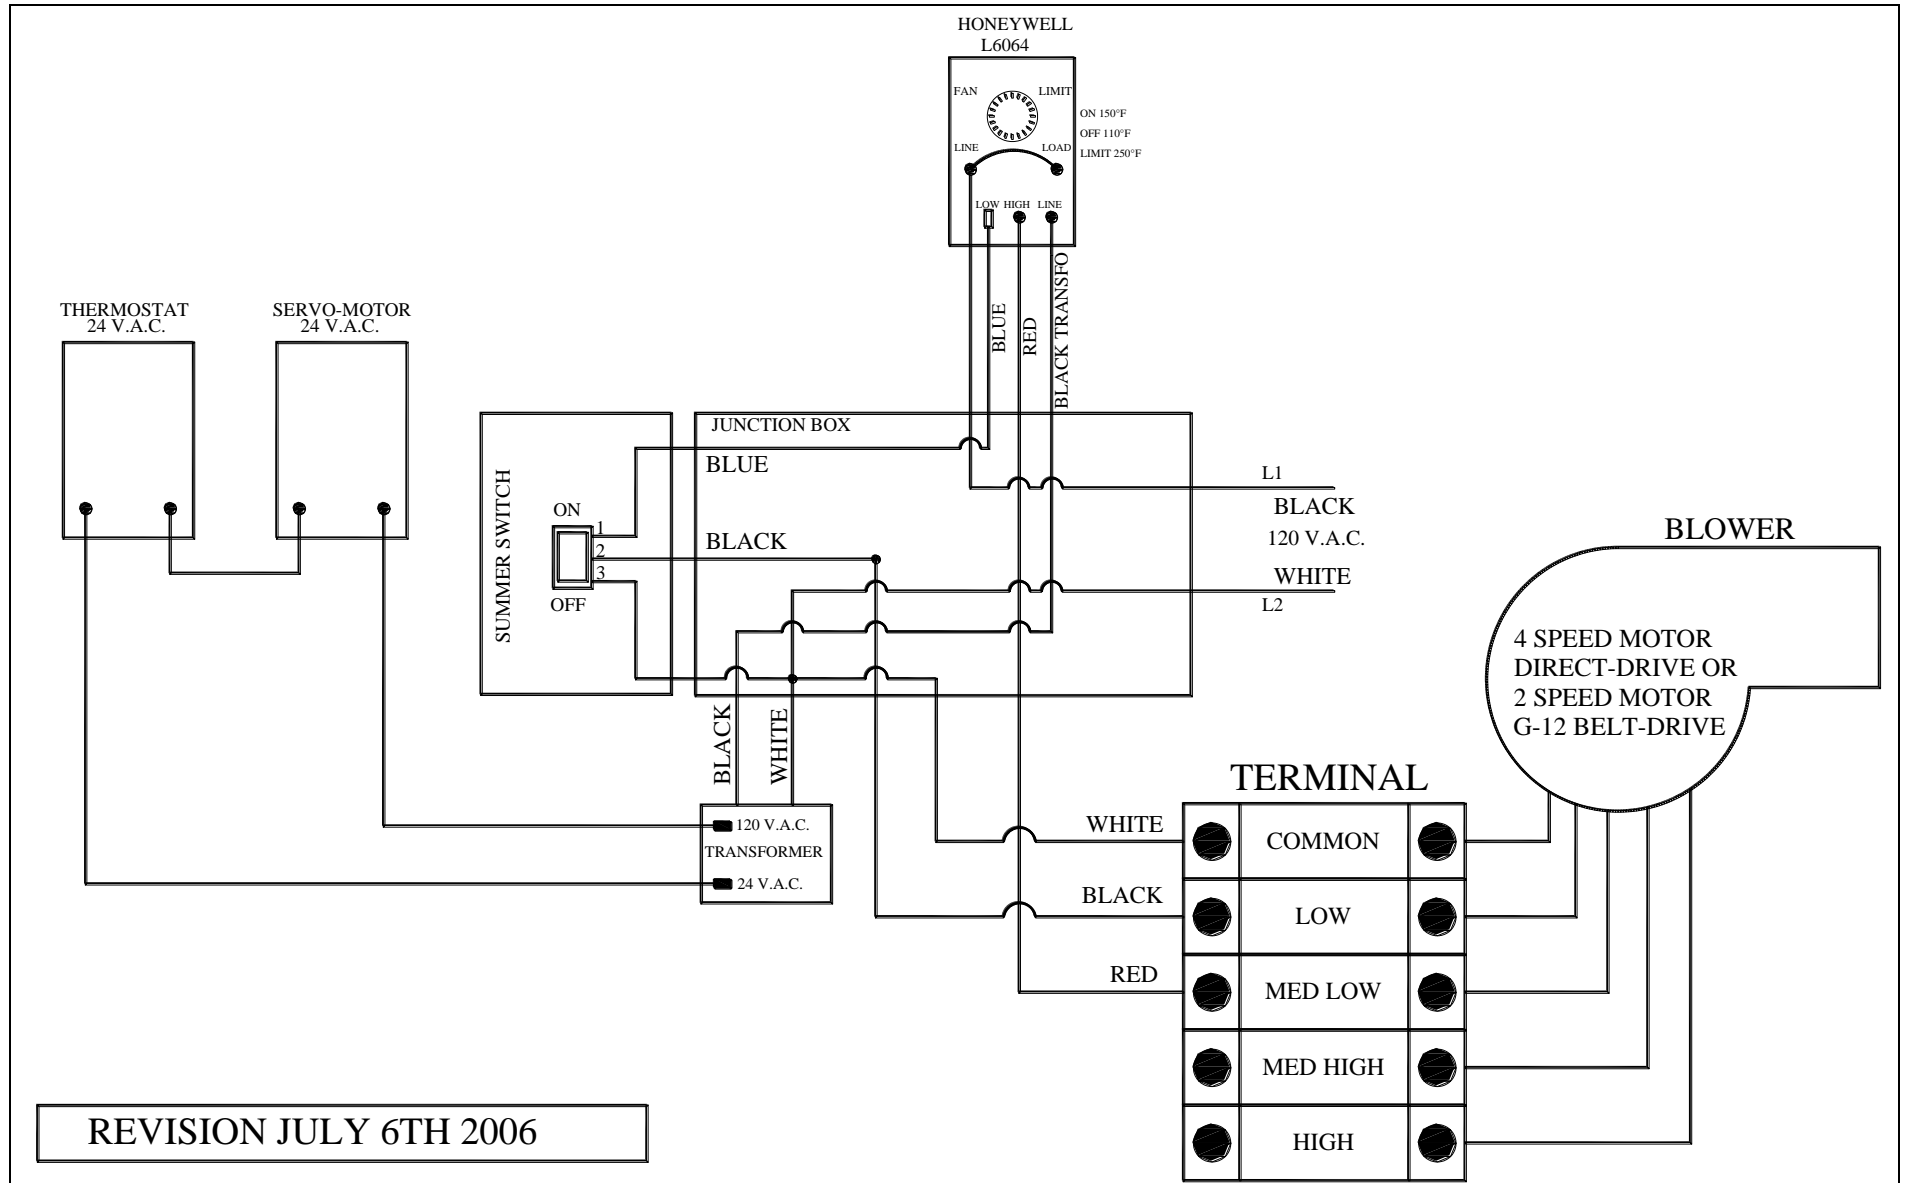 HONEYWELL
L6064
FAN
LIMIT
ON 150°F
OFF 110°F
LINE
LOAD
LIMIT 250°F
LOW
HIGH
LINE
BLUE
RED
BLACK TRANSFO
THERMOSTAT
24 V.A.C.
SERVO-MOTOR
24 V.A.C.
SUMMER SWITCH
ON
1
2
3
OFF
JUNCTION BOX
BLUE
BLACK
L1
BLACK
120 V.A.C.
WHITE
L2
BLACK
WHITE
120 V.A.C.
TRANSFORMER
24 V.A.C.
BLOWER
4 SPEED MOTOR
DIRECT-DRIVE OR
2 SPEED MOTOR
G-12 BELT-DRIVE
TERMINAL
WHITE
COMMON
BLACK
LOW
RED
MED LOW
MED HIGH
HIGH
REVISION JULY 6TH 2006